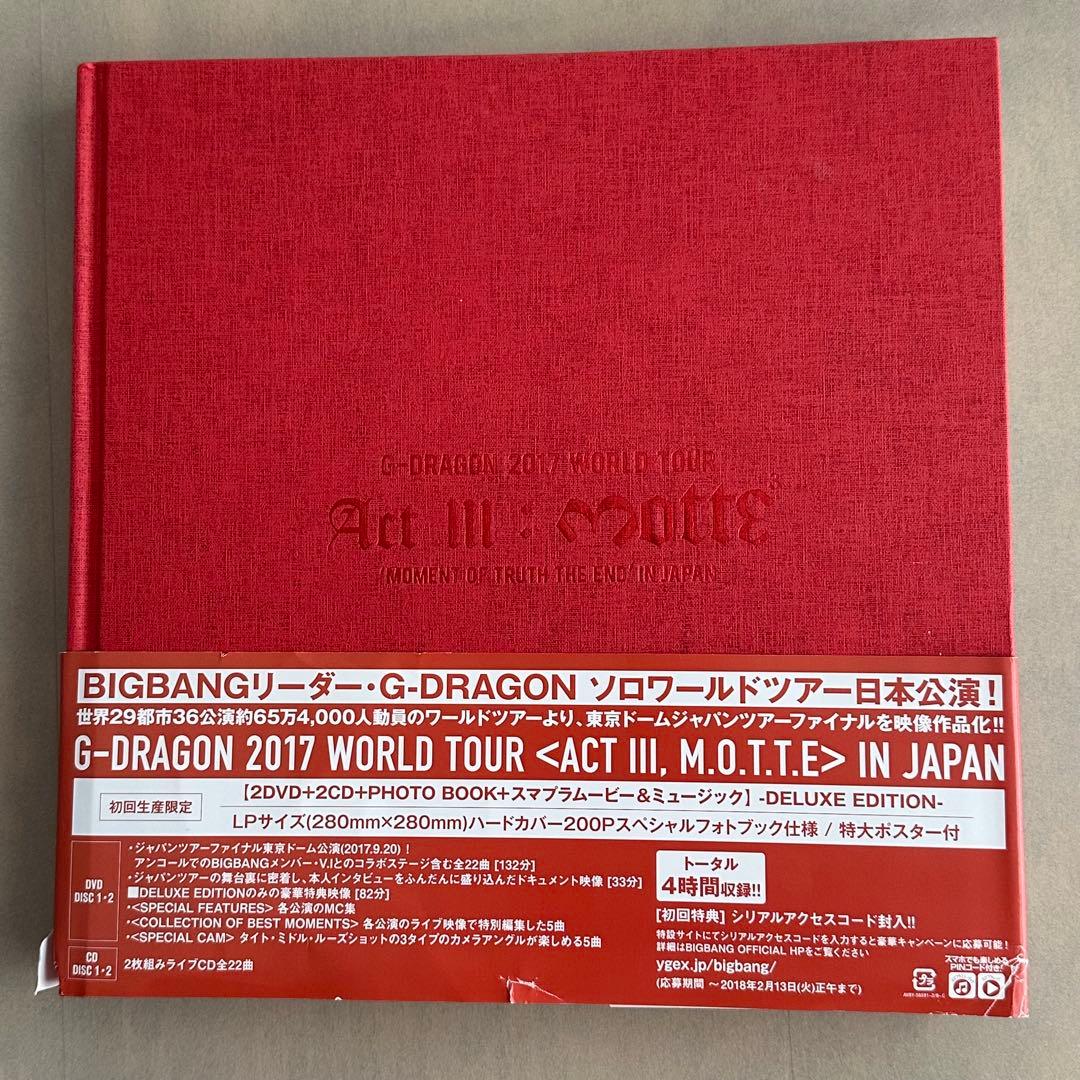 G-DRAGON 2017 WORLD TOUR
Act III : MOTTE 3
'MOMENT OF TRUTH THE END' IN JAPAN
BIGBANGリーダー・G-DRAGON ソロワールドツアー日本公演!
世界29都市36公演約65万4,000人動員のワールドツアーより、東京ドームジャパンツアーファイナルを映像作品化!!
G-DRAGON 2017 WORLD TOUR <ACT III, M.O.T.T.E> IN JAPAN
初回生産限定
【2DVD+2CD+PHOTO BOOK+スマプラムービー&ミュージック】-DELUXE EDITION-
LPサイズ(280mm×280mm)ハードカバー200Pスペシャルフォトブック仕様 / 特大ポスター付
DVD
DISC 1・2
・ジャパンツアーファイナル東京ドーム公演(2017.9.20)!
アンコールでのBIGBANGメンバー・V.Iとのコラボステージ含む全22曲 [132分]
・ジャパンツアーの舞台裏に密着し、本人インタビューをふんだんに盛り込んだドキュメント映像 [33分]
■DELUXE EDITIONのみの豪華特典映像 [82分]
・<SPECIAL FEATURES> 各公演のMC集
・<COLLECTION OF BEST MOMENTS> 各公演のライブ映像で特別編集した5曲
・<SPECIAL CAM> タイト・ミドル・ルーズショットの3タイプのカメラアングルが楽しめる5曲
CD
DISC 1・2
2枚組みライブCD全22曲
トータル
4時間収録!!
[初回特典] シリアルアクセスコード封入!!
特設サイトにてシリアルアクセスコードを入力すると豪華キャンペーンに応募可能!
詳細はBIGBANG OFFICIAL HPをご覧ください
ygex.jp/bigbang/
(応募期間 〜2018年2月13日(火)正午まで)
スマホでも楽しめる
PINコード付き!